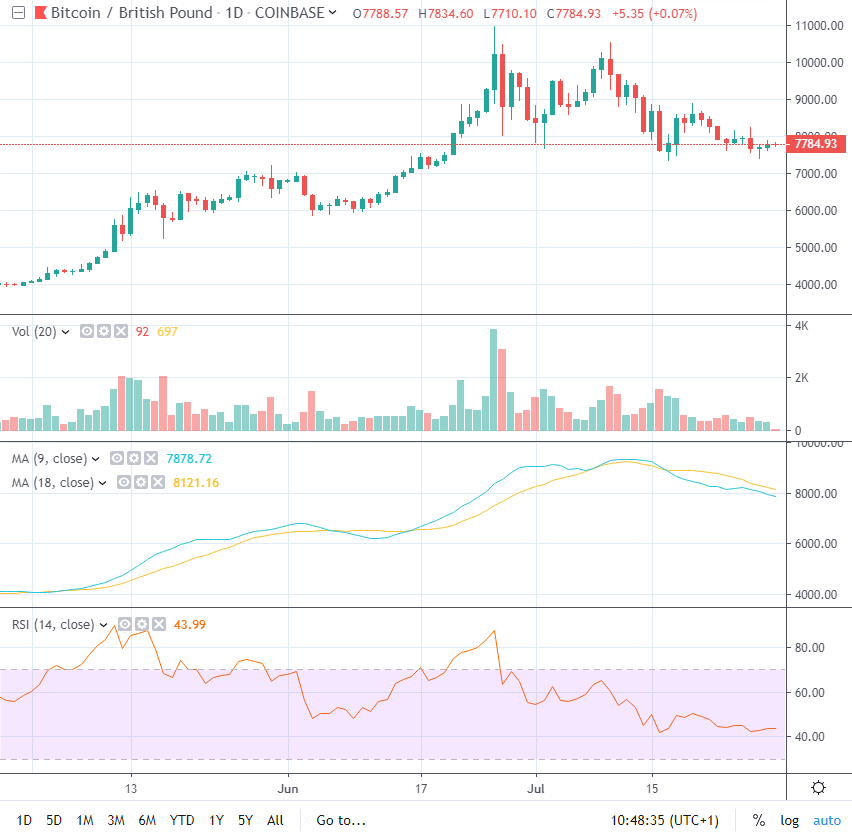 Bitcoin / British Pound · 1D · COINBASE O7788.57 H7834.60 L7710.10 C7784.93 +5.35 (+0.07%)
11000.00
10000.00
9000.00
8000.00
7784.93
7000.00
6000.00
5000.00
4000.00
Vol (20) 92 697
4K
2K
0
10000.00
MA (9, close) 7878.72
MA (18, close) 8121.16
8000.00
6000.00
4000.00
RSI (14, close) 43.99
80.00
60.00
40.00
13 Jun 17 Jul 15
1D 5D 1M 3M 6M YTD 1Y 5Y All Go to... 10:48:35 (UTC+1) % log auto